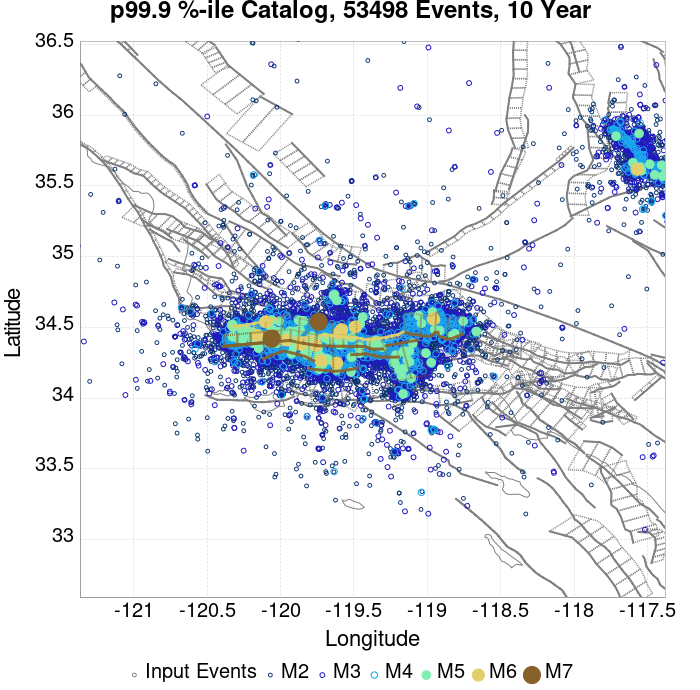 p99.9 %-ile Catalog, 53498 Events, 10 Year
36.5
36
35.5
35
34.5
34
33.5
33
Latitude
-121 -120.5 -120 -119.5 -119 -118.5 -118 -117.5
Longitude
Input Events M2 M3 M4 M5 M6 M7